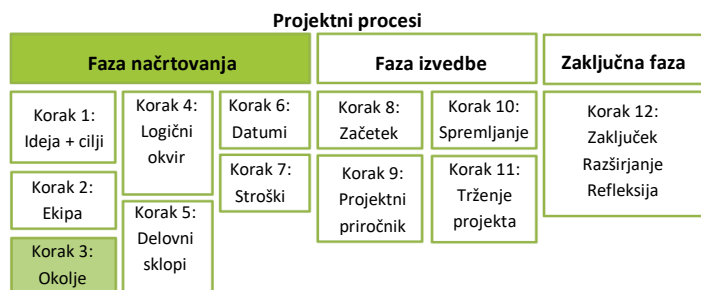 Projektni procesi
Faza načrtovanja
Faza izvedbe
Zaključna faza
Korak 1:
Ideja + cilji
Korak 2:
Ekipa
Korak 3:
Okolje
Korak 4:
Logični
okvir
Korak 5:
Delovni
sklopi
Korak 6:
Datumi
Korak 7:
Stroški
Korak 8:
Začetek
Korak 9:
Projektni
priročnik
Korak 10:
Spremljanje
Korak 11:
Trženje
projekta
Korak 12:
Zaključek
Razširjanje
Refleksija